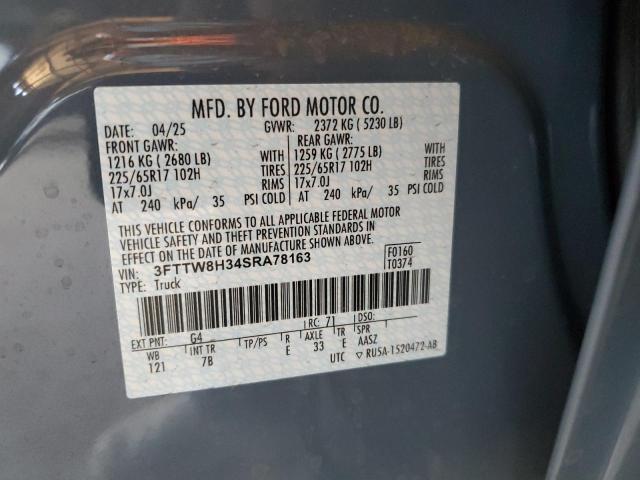 MFD. BY FORD MOTOR CO.
DATE: 04/25 GVWR: 2372 KG ( 5230 LB)
FRONT GAWR: REAR GAWR:
1216 KG ( 2680 LB) WITH 1259 KG ( 2775 LB) WITH
225/65R17 102H TIRES 225/65R17 102H TIRES
17x7.0J RIMS 17x7.0J RIMS
AT 240 kPa/ 35 PSI COLD AT 240 kPa/ 35 PSI COLD
THIS VEHICLE CONFORMS TO ALL APPLICABLE FEDERAL MOTOR
VEHICLE SAFETY AND THEFT PREVENTION STANDARDS IN
EFFECT ON THE DATE OF MANUFACTURE SHOWN ABOVE.
VIN: 3FTTW8H34SRA78163 F0160
TYPE: Truck T0374
EXT PNT: G4 RC: 71 DSO:
WB INT TR TP/PS R AXLE TR SPR
121 7B E 33 E AASZ
UTC ▽ RU5A-1520472-AB